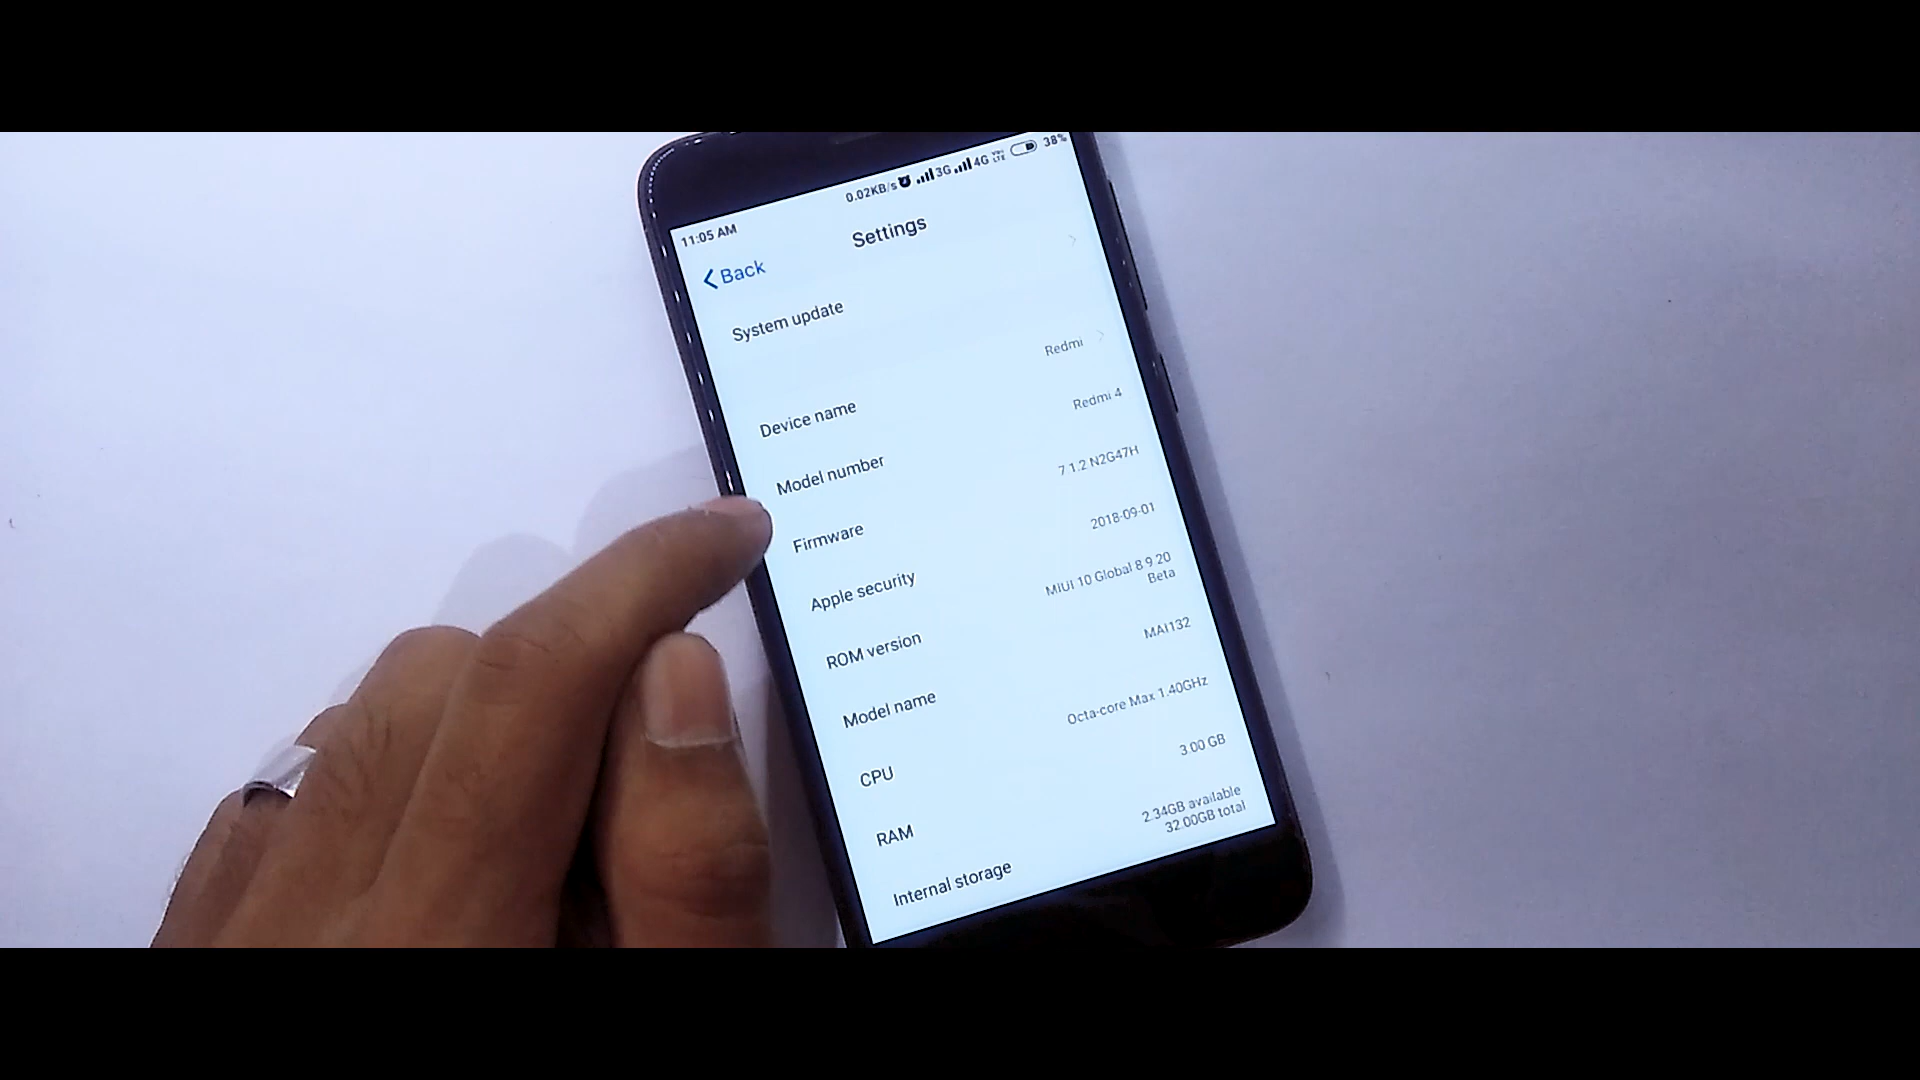 11:05 AM 0.02KB/s 3G 4G VoLTE 38%
Back Settings
System update
Device name Redmi
Model number Redmi 4
Firmware 7.1.2 N2G47H
Apple security 2018-09-01
ROM version MIUI 10 Global 8.9.20
Beta
Model name MAI132
CPU Octa-core Max 1.40GHz
RAM 3.00 GB
Internal storage 2.34GB available
32.00GB total